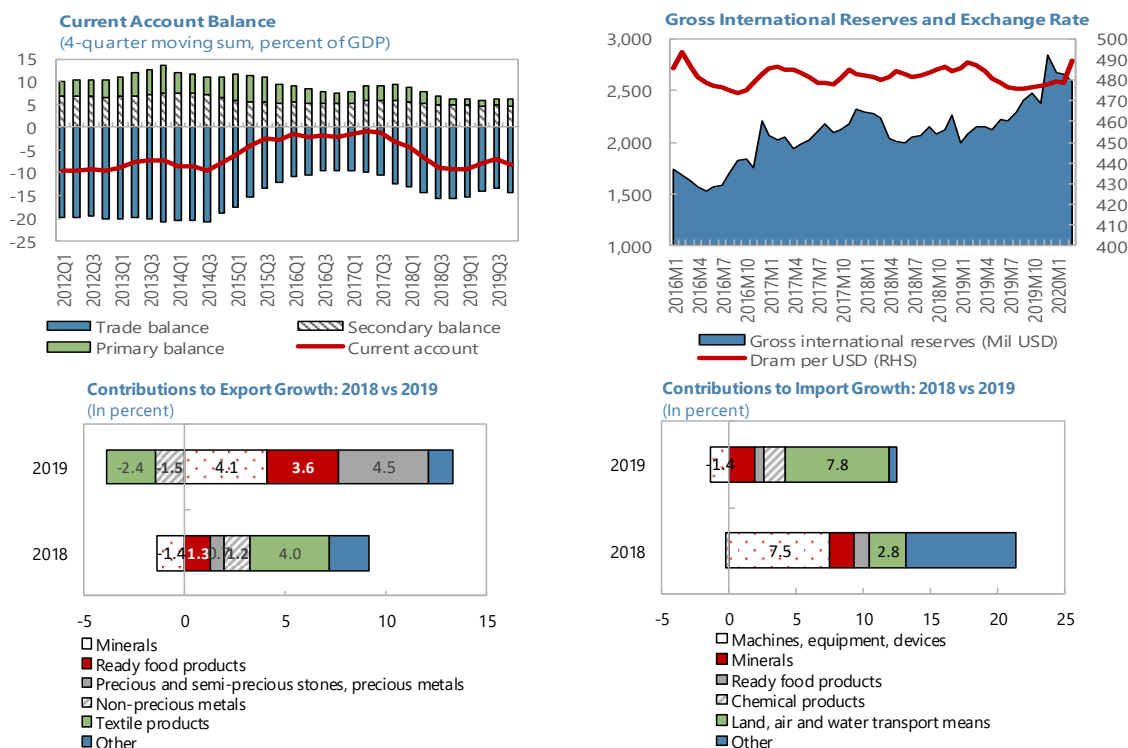 Current Account Balance
(4-quarter moving sum, percent of GDP)
15
10
5
0
-5
-10
-15
-20
-25
2012Q1
2012Q3
2013Q1
2013Q3
2014Q1
2014Q3
2015Q1
2015Q3
2016Q1
2016Q3
2017Q1
2017Q3
2018Q1
2018Q3
2019Q1
2019Q3
Trade balance
Secondary balance
Primary balance
Current account
Gross International Reserves and Exchange Rate
3,000
2,500
2,000
1,500
1,000
500
490
480
470
460
450
440
430
420
410
400
2016M1
2016M4
2016M7
2016M10
2017M1
2017M4
2017M7
2017M10
2018M1
2018M4
2018M7
2018M10
2019M1
2019M4
2019M7
2019M10
2020M1
Gross international reserves (Mil USD)
Dram per USD (RHS)
Contributions to Export Growth: 2018 vs 2019
(In percent)
2019
-2.4
-1.5
4.1
3.6
4.5
2018
-1.4
1.3
0.7
1.2
4.0
-5
0
5
10
15
Minerals
Ready food products
Precious and semi-precious stones, precious metals
Non-precious metals
Textile products
Other
Contributions to Import Growth: 2018 vs 2019
(In percent)
2019
-1.4
7.8
2018
7.5
2.8
-5
0
5
10
15
20
25
Machines, equipment, devices
Minerals
Ready food products
Chemical products
Land, air and water transport means
Other